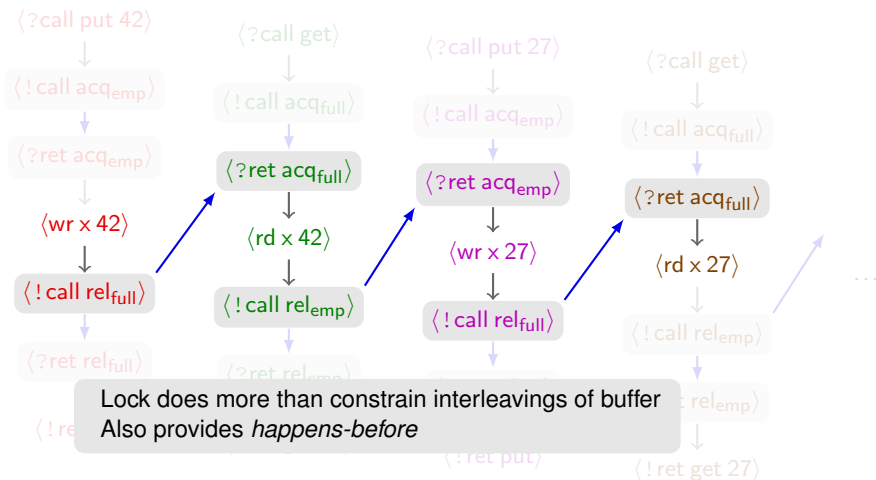 ⟨?call put 42⟩
⟨!call acq_emp⟩
⟨?ret acq_emp⟩
⟨wr x 42⟩
⟨!call rel_full⟩
⟨?ret rel_full⟩
⟨?call get⟩
⟨!call acq_full⟩
⟨?ret acq_full⟩
⟨rd x 42⟩
⟨!call rel_emp⟩
⟨?ret rel_emp⟩
⟨?call put 27⟩
⟨!call acq_emp⟩
⟨?ret acq_emp⟩
⟨wr x 27⟩
⟨!call rel_full⟩
⟨!ret put⟩
⟨?call get⟩
⟨!call acq_full⟩
⟨?ret acq_full⟩
⟨rd x 27⟩
⟨!call rel_emp⟩
rel_emp⟩
⟨!ret get 27⟩
...
Lock does more than constrain interleavings of buffer
Also provides happens-before